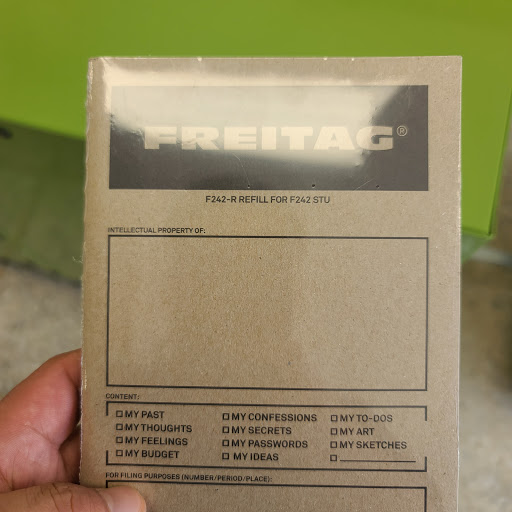 FREITAG®
F242-R REFILL FOR F242 STU
INTELLECTUAL PROPERTY OF:
CONTENT:
☐ MY PAST ☐ MY CONFESSIONS ☐ MY TO-DOS
☐ MY THOUGHTS ☐ MY SECRETS ☐ MY ART
☐ MY FEELINGS ☐ MY PASSWORDS ☐ MY SKETCHES
☐ MY BUDGET ☐ MY IDEAS ☐
FOR FILING PURPOSES (NUMBER/PERIOD/PLACE):